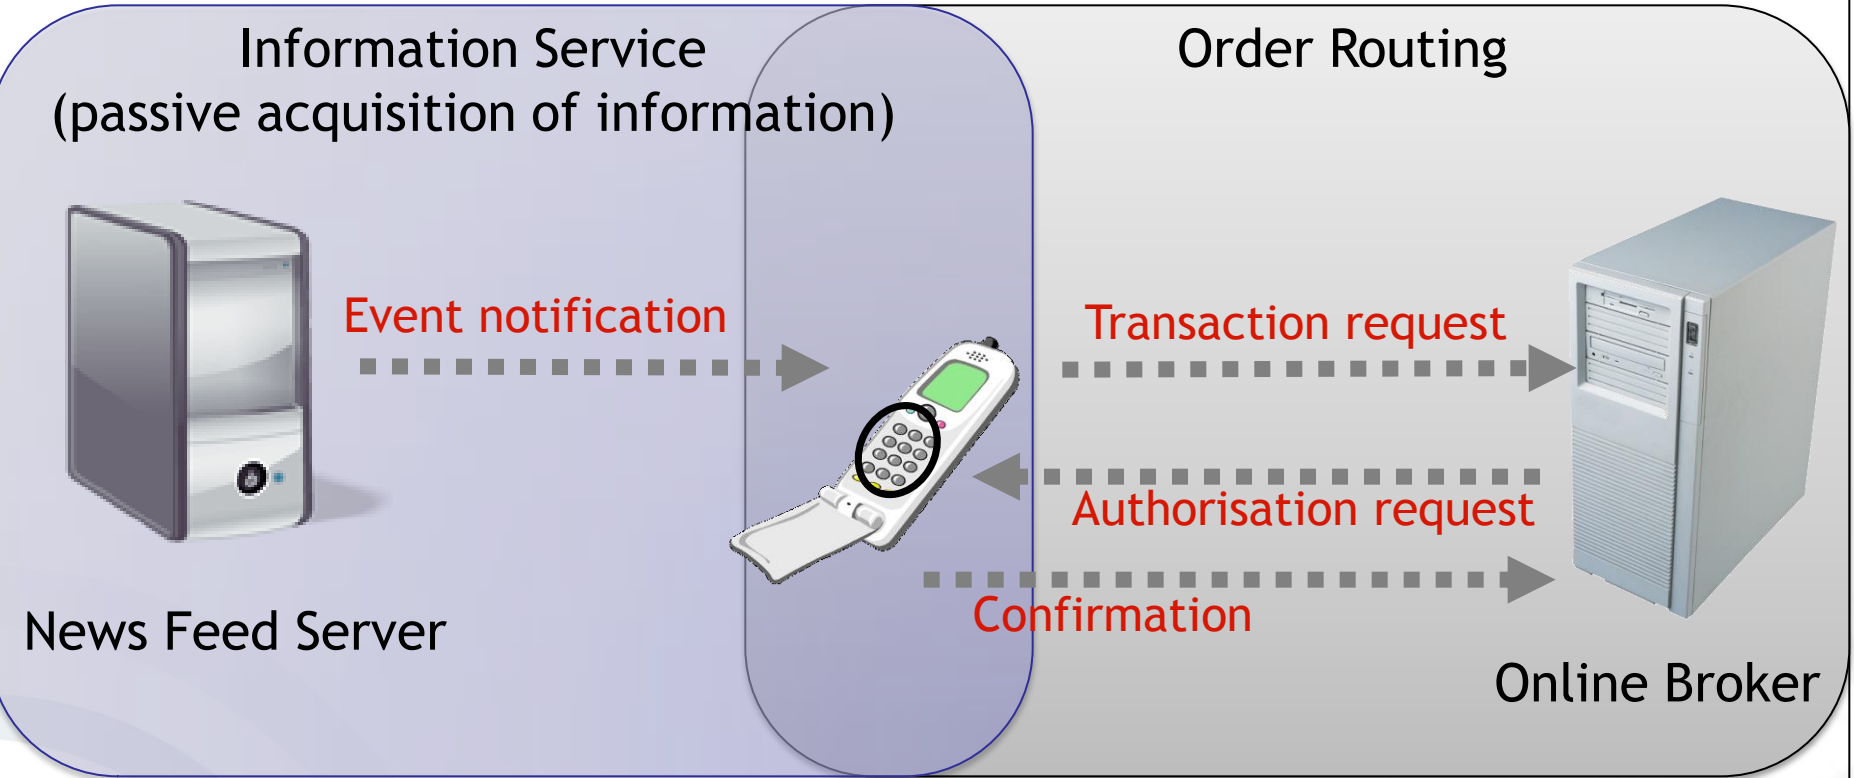 Information Service
(passive acquisition of information)
Order Routing
Event notification
Transaction request
Authorisation request
Confirmation
News Feed Server
Online Broker